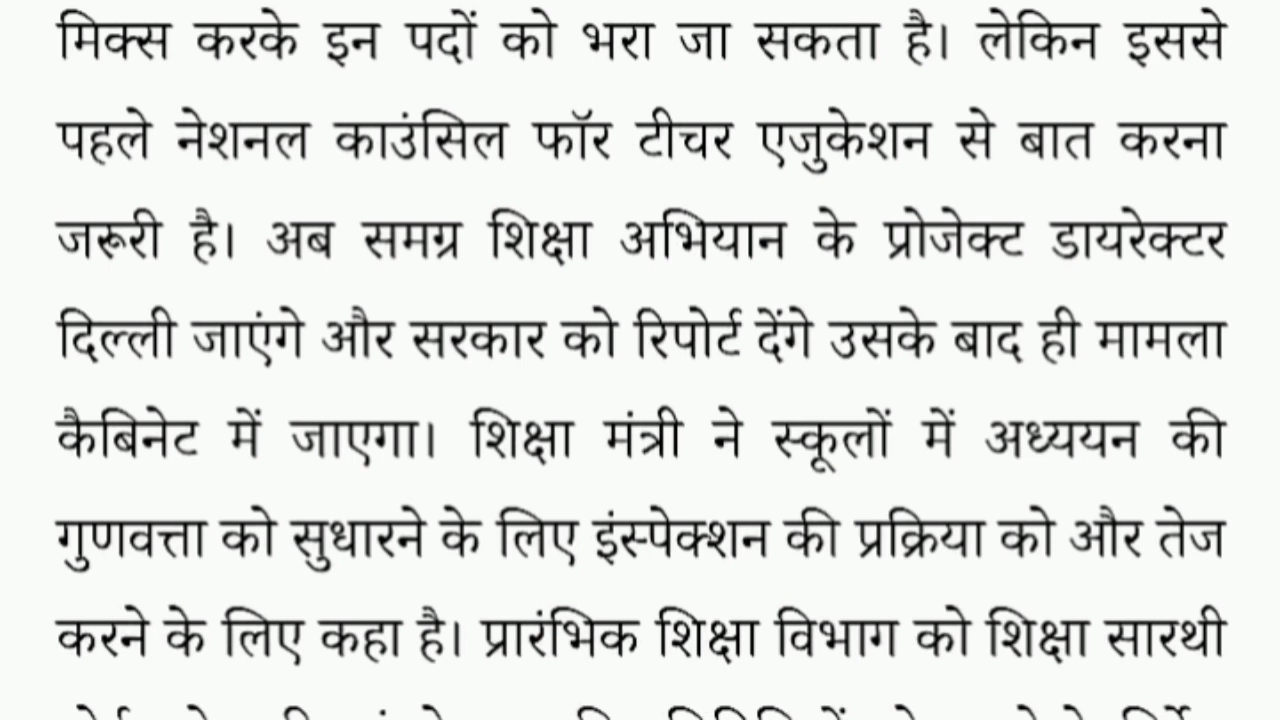 मिक्स करके इन पदों को भरा जा सकता है। लेकिन इससे
पहले नेशनल काउंसिल फॉर टीचर एजुकेशन से बात करना
जरूरी है। अब समग्र शिक्षा अभियान के प्रोजेक्ट डायरेक्टर
दिल्ली जाएंगे और सरकार को रिपोर्ट देंगे उसके बाद ही मामला
कैबिनेट में जाएगा। शिक्षा मंत्री ने स्कूलों में अध्ययन की
गुणवत्ता को सुधारने के लिए इंस्पेक्शन की प्रक्रिया को और तेज
करने के लिए कहा है। प्रारंभिक शिक्षा विभाग को शिक्षा सारथी